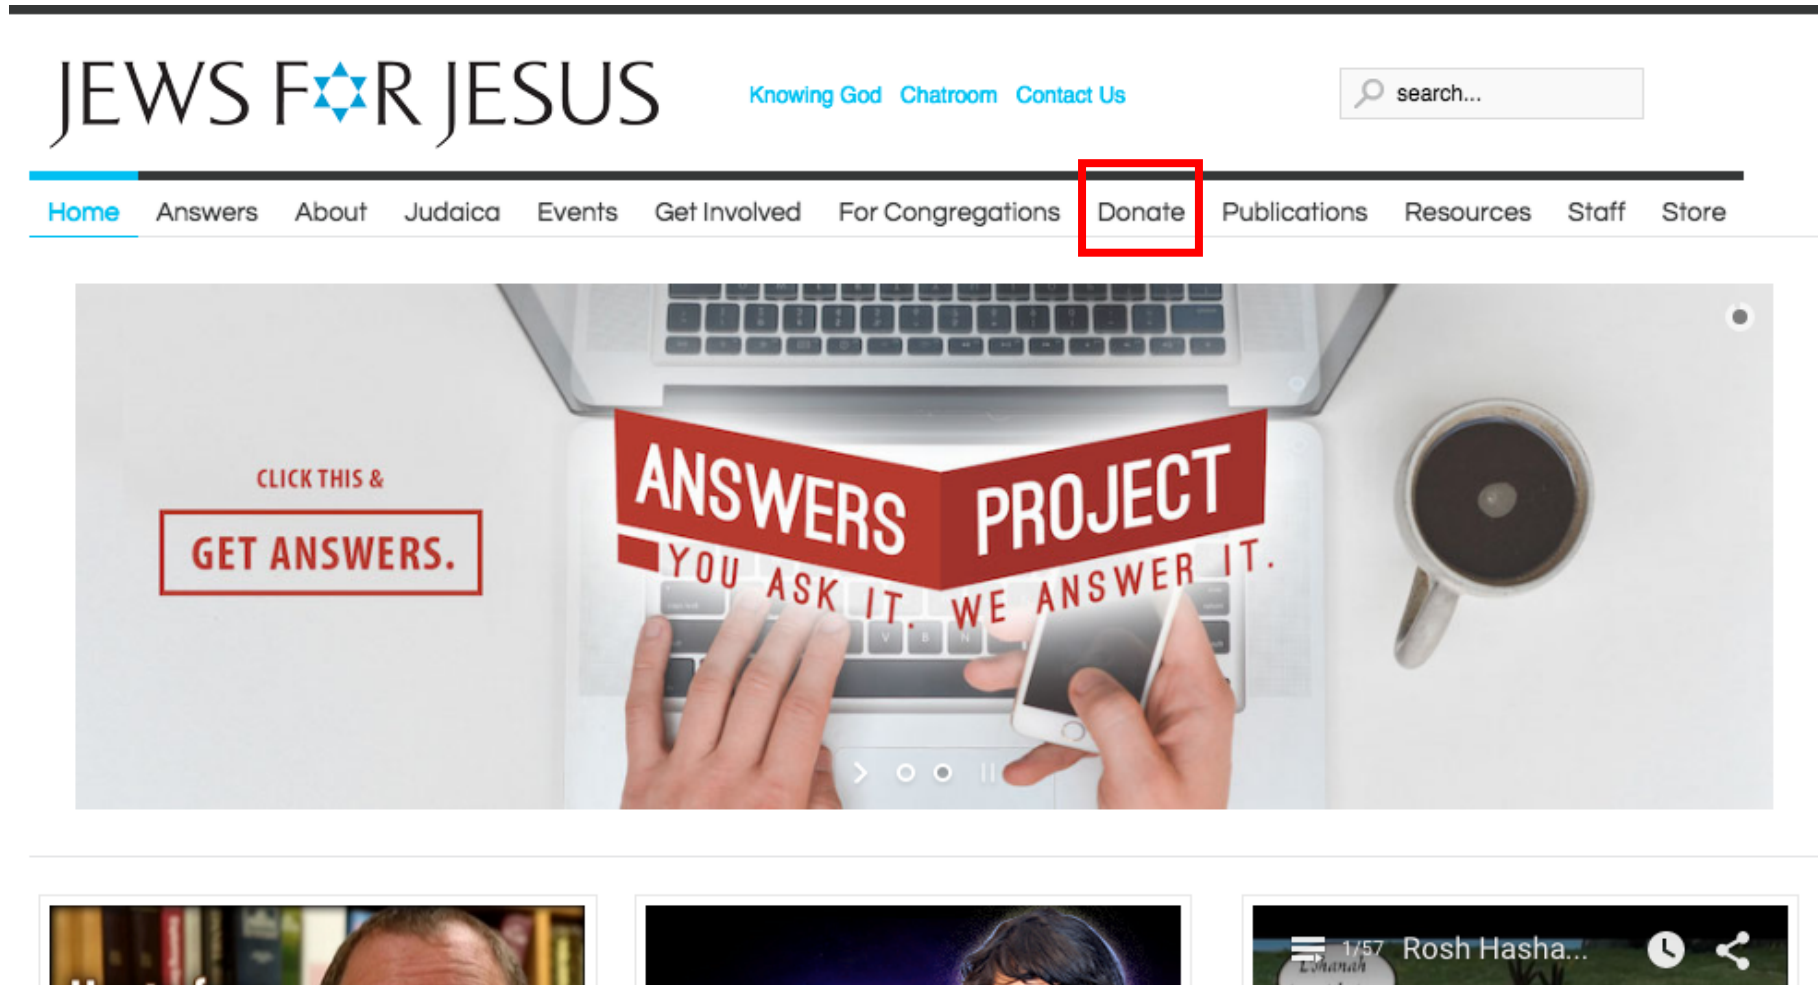 JEWS FOR JESUS
Knowing God Chatroom Contact Us
search...
Home Answers About Judaica Events Get Involved For Congregations Donate Publications Resources Staff Store
CLICK THIS &
GET ANSWERS.
ANSWERS PROJECT
YOU ASK IT. WE ANSWER IT.
V B N
1/57 Rosh Hasha...